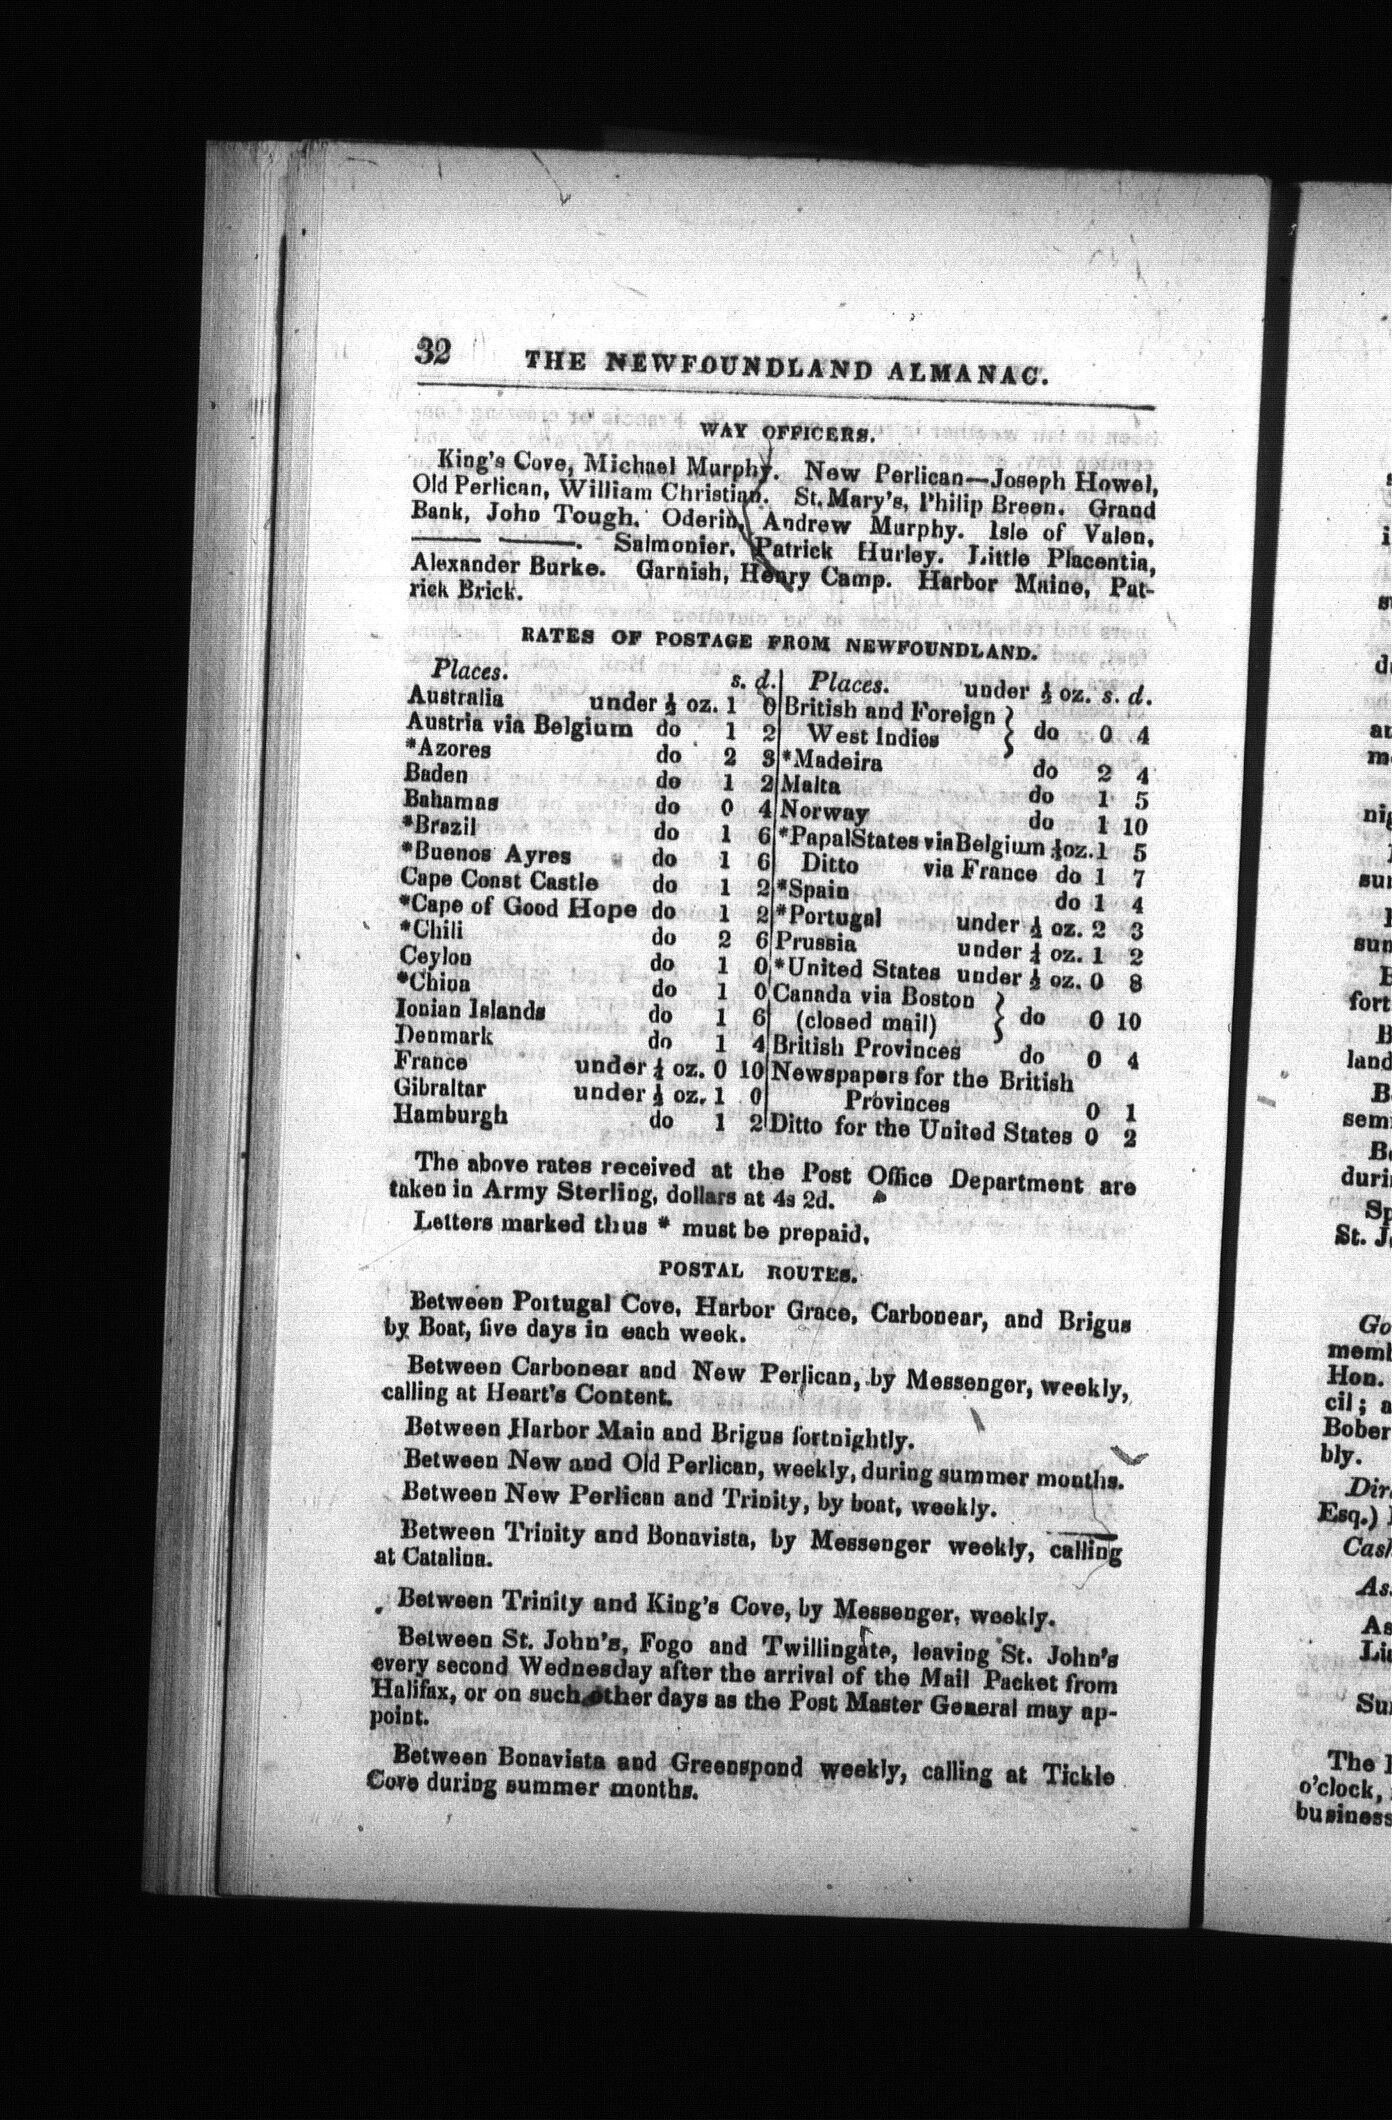 32 THE NEWFOUNDLAND ALMANAC.
WAY OFFICERS.
King's Cove, Michael Murphy. New Perlican—Joseph Howel,
Old Perlican, William Christian. St. Mary's, Philip Breen. Grand
Bank, John Tough. Oderin, Andrew Murphy. Isle of Valen,
——— ———. Salmonier, Patrick Hurley. Little Placentia,
Alexander Burke. Garnish, Henry Camp. Harbor Maine, Pat-
rick Brick.
RATES OF POSTAGE FROM NEWFOUNDLAND.
Places. s. d.
Australia under ½ oz. 1 0
Austria via Belgium do 1 2
*Azores do 2 3
Baden do 1 2
Bahamas do 0 4
*Brazil do 1 6
*Buenos Ayres do 1 6
Cape Const Castle do 1 2
*Cape of Good Hope do 1 2
*Chili do 2 6
Ceylon do 1 0
*China do 1 0
Ionian Islands do 1 6
Denmark do 1 4
France under ¼ oz. 0 10
Gibraltar under ½ oz. 1 0
Hamburgh do 1 2
Places. under ½ oz. s. d.
British and Foreign } do 0 4
West Indies
*Madeira do 2 4
Malta do 1 5
Norway do 1 10
*Papal States via Belgium ½oz. 1 5
Ditto via France do 1 7
*Spain do 1 4
*Portugal under ½ oz. 2 3
Prussia under ½ oz. 1 2
*United States under ½ oz. 0 8
Canada via Boston } do 0 10
(closed mail)
British Provinces do 0 4
Newspapers for the British
Provinces 0 1
Ditto for the United States 0 2
The above rates received at the Post Office Department are
taken in Army Sterling, dollars at 4s 2d.
Letters marked thus * must be prepaid.
POSTAL ROUTES.
Between Portugal Cove, Harbor Grace, Carbonear, and Brigus
by Boat, five days in each week.
Between Carbonear and New Perlican, by Messenger, weekly,
calling at Heart's Content.
Between Harbor Main and Brigus fortnightly.
Between New and Old Perlican, weekly, during summer months.
Between New Perlican and Trinity, by boat, weekly.
Between Trinity and Bonavista, by Messenger weekly, calling
at Catalina.
Between Trinity and King's Cove, by Messenger, weekly.
Between St. John's, Fogo and Twillingate, leaving St. John's
every second Wednesday after the arrival of the Mail Packet from
Halifax, or on such other days as the Post Master General may ap-
point.
Between Bonavista and Greenspond weekly, calling at Tickle
Cove during summer months.